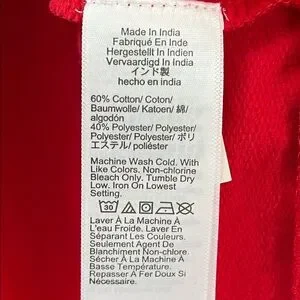 Made In India
Fabriqué En Inde
Hergestellt In Indien
Vervaardigd In India
インド製
hecho en india
60% Cotton/ Coton/
Baumwolle/ Katoen/ 綿/
algodón
40% Polyester/ Polyester/
Polyester/ Polyester/ ポリ
エステル/ poliéster
Machine Wash Cold. With
Like Colors. Non-chlorine
Bleach Only. Tumble Dry
Low. Iron On Lowest
Setting.
30
Laver À La Machine À
L'eau Froide. Laver En
Séparant Les Couleurs.
Seulement Agent De
Blanchiment Non-chlore.
Sécher À La Machine À
Basse Température.
Repasser À Fer Doux Si